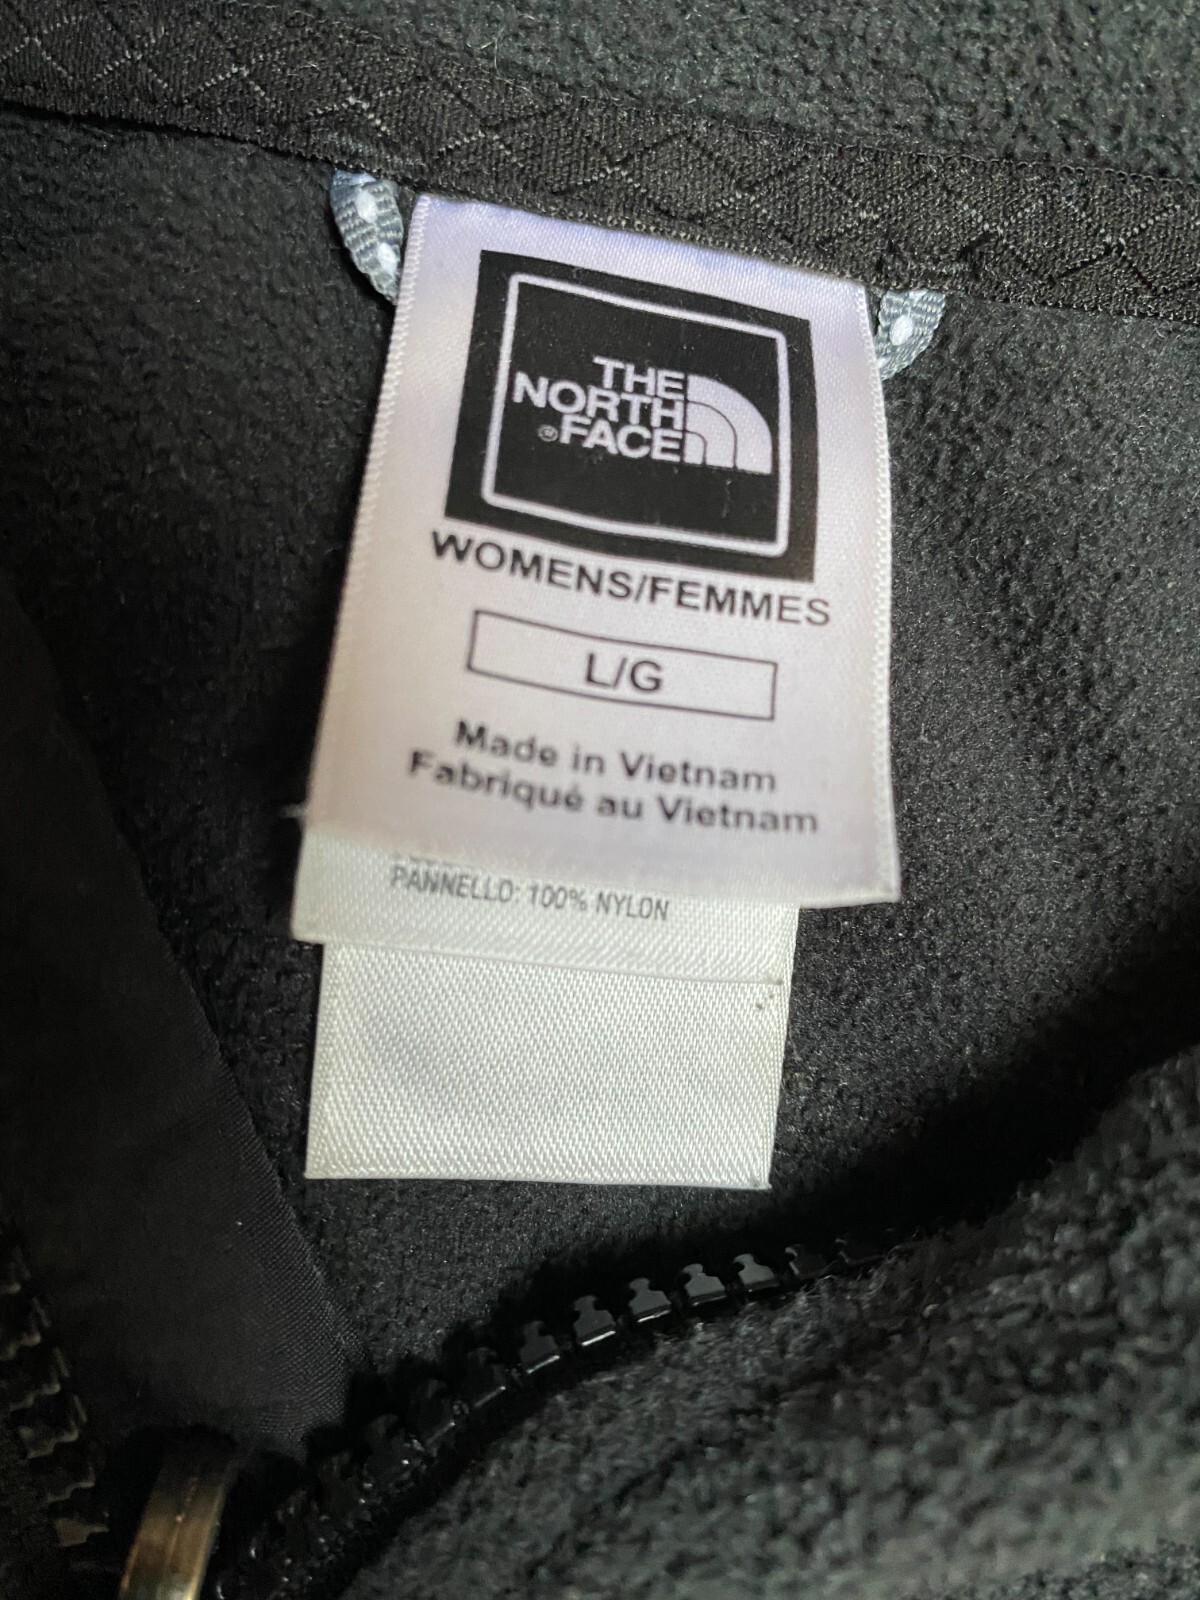 THE
NORTH
®FACE
WOMENS/FEMMES
L/G
Made in Vietnam
Fabriqué au Vietnam
PANNELLO: 100% NYLON